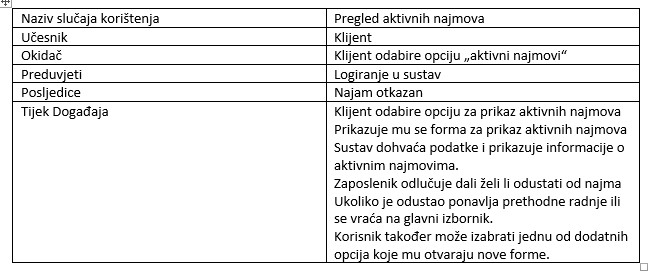 Naziv slučaja korištenja Pregled aktivnih najmova
Učesnik Klijent
Okidač Klijent odabire opciju „aktivni najmovi“
Preduvjeti Logiranje u sustav
Posljedice Najam otkazan
Tijek Događaja Klijent odabire opciju za prikaz aktivnih najmova
Prikazuje mu se forma za prikaz aktivnih najmova
Sustav dohvaća podatke i prikazuje informacije o
aktivnim najmovima.
Zaposlenik odlučuje dali želi li odustati od najma
Ukoliko je odustao ponavlja prethodne radnje ili
se vraća na glavni izbornik.
Korisnik također može izabrati jednu od dodatnih
opcija koje mu otvaraju nove forme.